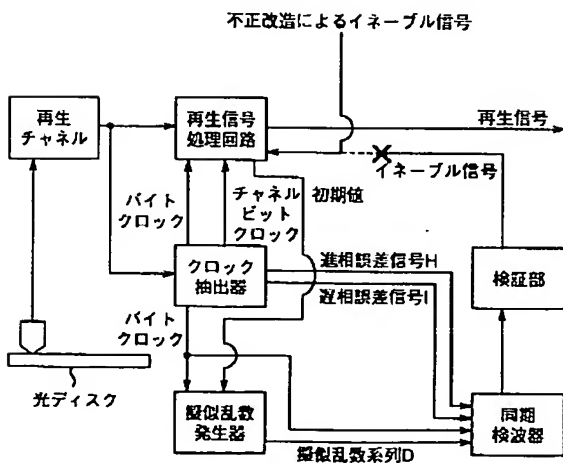 不正改造によるイネーブル信号
再生
チャネル
再生信号
処理回路
再生信号
イネーブル信号
バイト
クロック
チャネル
ビット
クロック
初期値
クロック
抽出器
進相誤差信号H
遅相誤差信号I
検証部
バイト
クロック
光ディスク
擬似乱数
発生器
同期
検波器
擬似乱数系列D